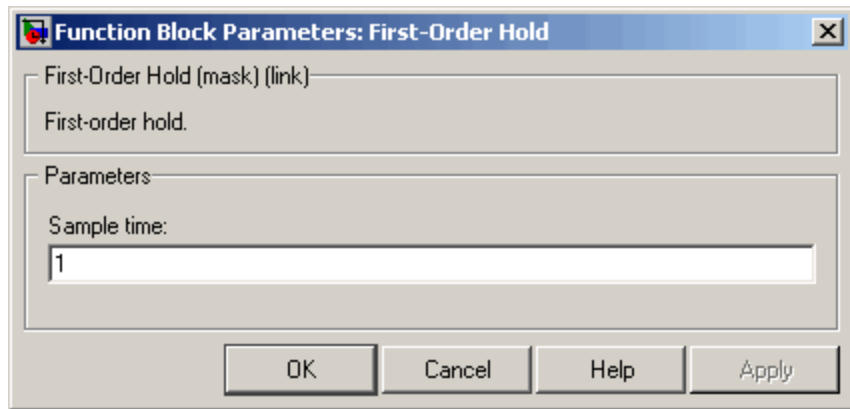 Function Block Parameters: First-Order Hold
First-Order Hold (mask) (link)
First-order hold.
Parameters
Sample time:
1
OK Cancel Help Apply